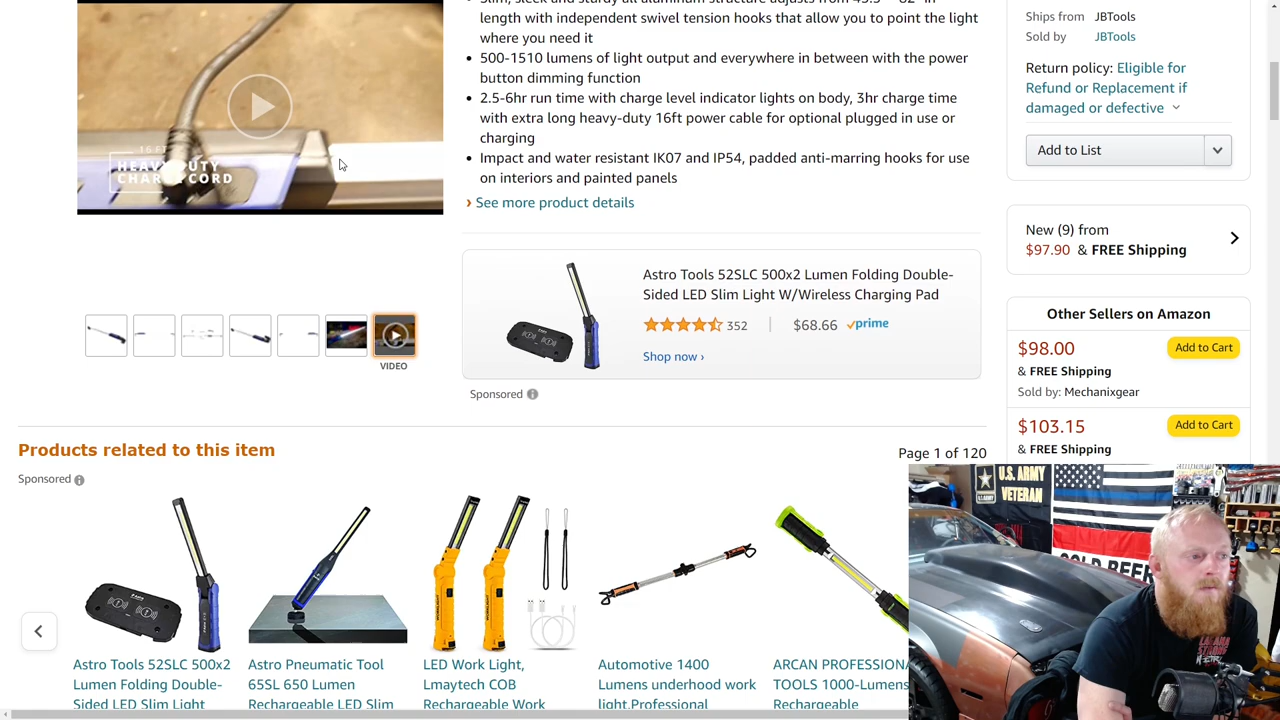 length with independent swivel tension hooks that allow you to point the light
where you need it
500-1510 lumens of light output and everywhere in between with the power
button dimming function
2.5-6hr run time with charge level indicator lights on body, 3hr charge time
with extra long heavy-duty 16ft power cable for optional plugged in use or
charging
Impact and water resistant IK07 and IP54, padded anti-marring hooks for use
on interiors and painted panels
› See more product details
16 FT
HEAVY DUTY
CHARGE CORD
VIDEO
Astro Tools 52SLC 500x2 Lumen Folding Double-
Sided LED Slim Light W/Wireless Charging Pad
352 | $68.66 prime
Shop now ›
Sponsored
Ships from JBTools
Sold by JBTools
Return policy: Eligible for
Refund or Replacement if
damaged or defective
Add to List
New (9) from
$97.90 & FREE Shipping
Other Sellers on Amazon
$98.00 Add to Cart
& FREE Shipping
Sold by: Mechanixgear
$103.15 Add to Cart
& FREE Shipping
Products related to this item
Page 1 of 120
Sponsored
Astro Tools 52SLC 500x2
Lumen Folding Double-
Sided LED Slim Light
Astro Pneumatic Tool
65SL 650 Lumen
Rechargeable LED Slim
LED Work Light,
Lmaytech COB
Rechargeable Work
Automotive 1400
Lumens underhood work
light,Professional
ARCAN PROFESSIONA
TOOLS 1000-Lumens
Rechargeable
U.S. ARMY
VETERAN
COLD BEER